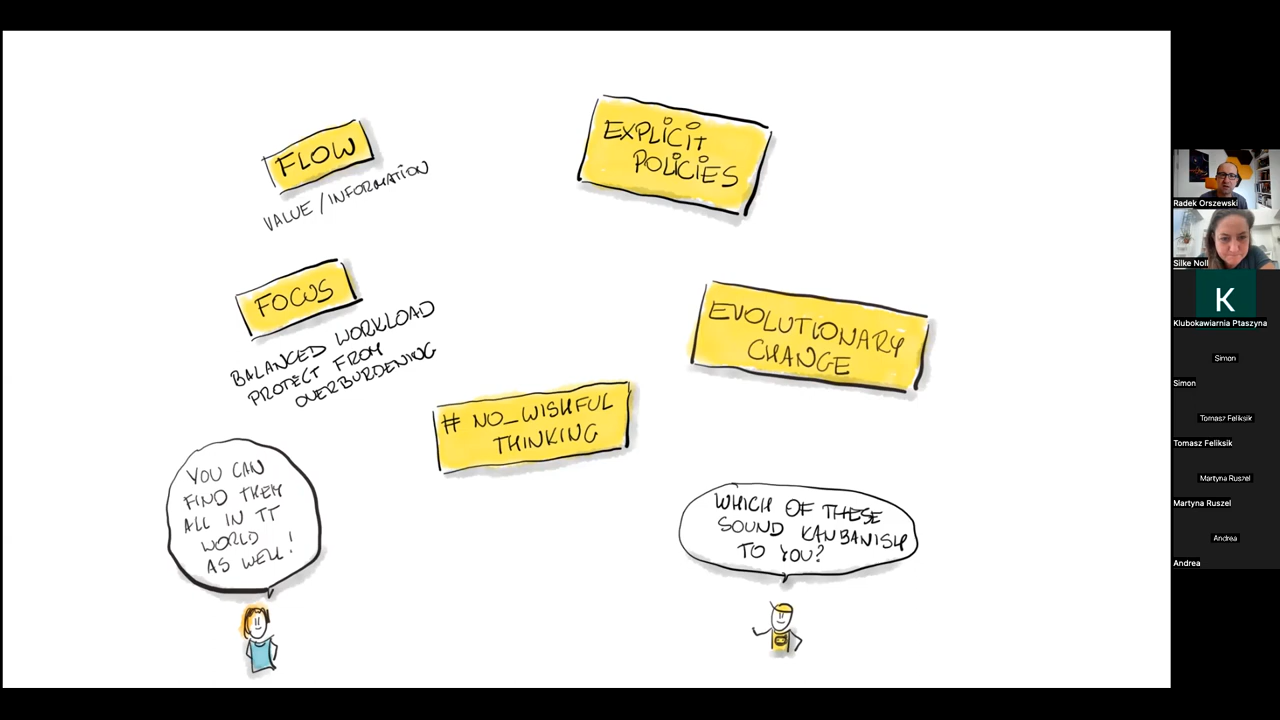 FLOW
VALUE / INFORMATION
EXPLICIT
POLICIES
FOCUS
BALANCED WORKLOAD
PROTECT FROM
OVERBURDENING
EVOLUTIONARY
CHANGE
# NO_WISHFUL
THINKING
YOU CAN
FIND THEM
ALL IN TT
WORLD
AS WELL!
WHICH OF THESE
SOUND KANBANISH
TO YOU?
Radek Orszewski
Silke Noll
K
Klubokawiarnia Ptaszyna
Simon
Simon
Tomasz Feliksik
Tomasz Feliksik
Martyna Ruszel
Martyna Ruszel
Andrea
Andrea